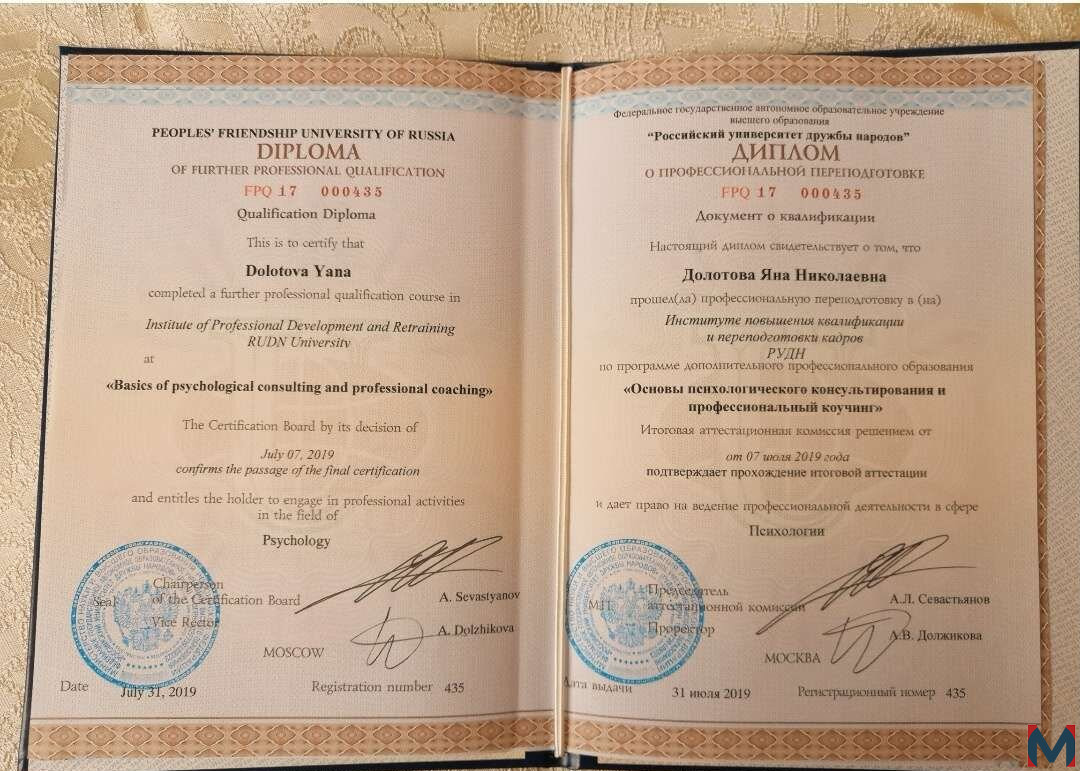 PEOPLES' FRIENDSHIP UNIVERSITY OF RUSSIA
DIPLOMA
OF FURTHER PROFESSIONAL QUALIFICATION
FPQ 17 000435
Qualification Diploma
This is to certify that
Dolotova Yana
completed a further professional qualification course in
Institute of Professional Development and Retraining
RUDN University
at
«Basics of psychological consulting and professional coaching»
The Certification Board by its decision of
July 07, 2019
confirms the passage of the final certification
and entitles the holder to engage in professional activities
in the field of
Psychology
Chairperson
Seal of the Certification Board A. Sevastyanov
Vice Rector A. Dolzhikova
MOSCOW
Date July 31, 2019 Registration number 435
Федеральное государственное автономное образовательное учреждение
высшего образования
“Российский университет дружбы народов”
ДИПЛОМ
О ПРОФЕССИОНАЛЬНОЙ ПЕРЕПОДГОТОВКЕ
FPQ 17 000435
Документ о квалификации
Настоящий диплом свидетельствует о том, что
Долотова Яна Николаевна
прошел(ла) профессиональную переподготовку в (на)
Институте повышения квалификации
и переподготовки кадров
РУДН
по программе дополнительного профессионального образования
«Основы психологического консультирования и
профессиональный коучинг»
Итоговая аттестационная комиссия решением от
от 07 июля 2019 года
подтверждает прохождение итоговой аттестации
и дает право на ведение профессиональной деятельности в сфере
Психологии
Председатель
М.П. аттестационной комиссии А.Л. Севастьянов
Проректор А.В. Должикова
МОСКВА
Дата выдачи 31 июля 2019 Регистрационный номер 435
M